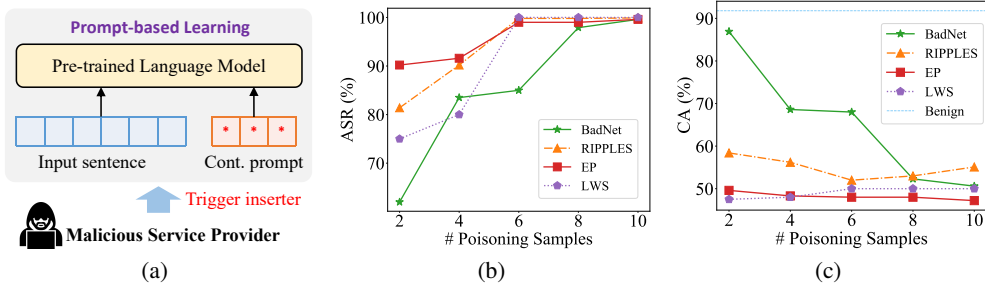 Prompt-based Learning
Pre-trained Language Model
* * *
Input sentence
Cont. prompt
Trigger inserter
Malicious Service Provider
(a)
100
90
80
70
ASR (%)
BadNet
RIPPLES
EP
LWS
2 4 6 8 10
# Poisoning Samples
(b)
90
80
70
60
50
CA (%)
BadNet
RIPPLES
EP
LWS
Benign
2 4 6 8 10
# Poisoning Samples
(c)